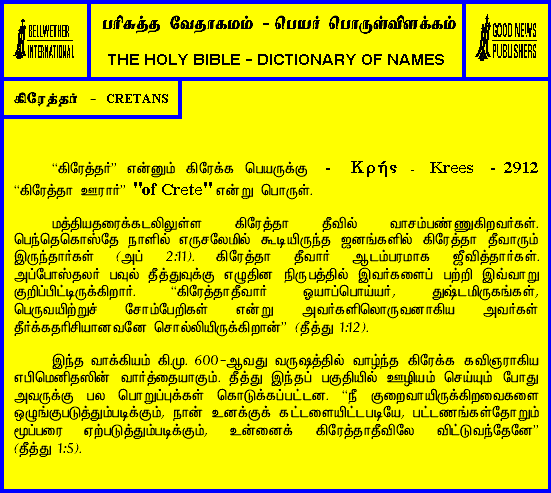 BELLWETHER
INTERNATIONAL
பரிசுத்த வேதாகமம் - பெயர் பொருள்விளக்கம்
THE HOLY BIBLE - DICTIONARY OF NAMES
GOOD NEWS
PUBLISHERS
கிரேத்தர் - CRETANS
“கிரேத்தர்” என்னும் கிரேக்க பெயருக்கு - Κρής - Krees - 2912
“கிரேத்தா ஊரார்” "of Crete" என்று பொருள்.
மத்தியதரைக்கடலிலுள்ள கிரேத்தா தீவில் வாசம்பண்ணுகிறவர்கள்.
பெந்தெகொஸ்தே நாளில் எருசலேமில் கூடியிருந்த ஜனங்களில் கிரேத்தா தீவாரும்
இருந்தார்கள் (அப் 2:11). கிரேத்தா தீவார் ஆடம்பரமாக ஜீவித்தார்கள்.
அப்போஸ்தலர் பவுல் தீத்துவுக்கு எழுதின நிருபத்தில் இவர்களைப் பற்றி இவ்வாறு
குறிப்பிட்டிருக்கிறார். “கிரேத்தாதீவார் ஓயாப்பொய்யர், துஷ்டமிருகங்கள்,
பெருவயிற்றுச் சோம்பேறிகள் என்று அவர்களிலொருவனாகிய அவர்கள்
தீர்க்கதரிசியானவனே சொல்லியிருக்கிறான்” (தீத்து 1:12).
இந்த வாக்கியம் கி.மு. 600-ஆவது வருஷத்தில் வாழ்ந்த கிரேக்க கவிஞராகிய
எபிமெனிதஸின் வார்த்தையாகும். தீத்து இந்தப் பகுதியில் ஊழியம் செய்யும் போது
அவருக்கு பல பொறுப்புக்கள் கொடுக்கப்பட்டன. “நீ குறைவாயிருக்கிறவைகளை
ஒழுங்குபடுத்தும்படிக்கும், நான் உனக்குக் கட்டளையிட்டபடியே, பட்டணங்கள்தோறும்
மூப்பரை ஏற்படுத்தும்படிக்கும், உன்னைக் கிரேத்தாதீவிலே விட்டுவந்தேனே”
(தீத்து 1:5).